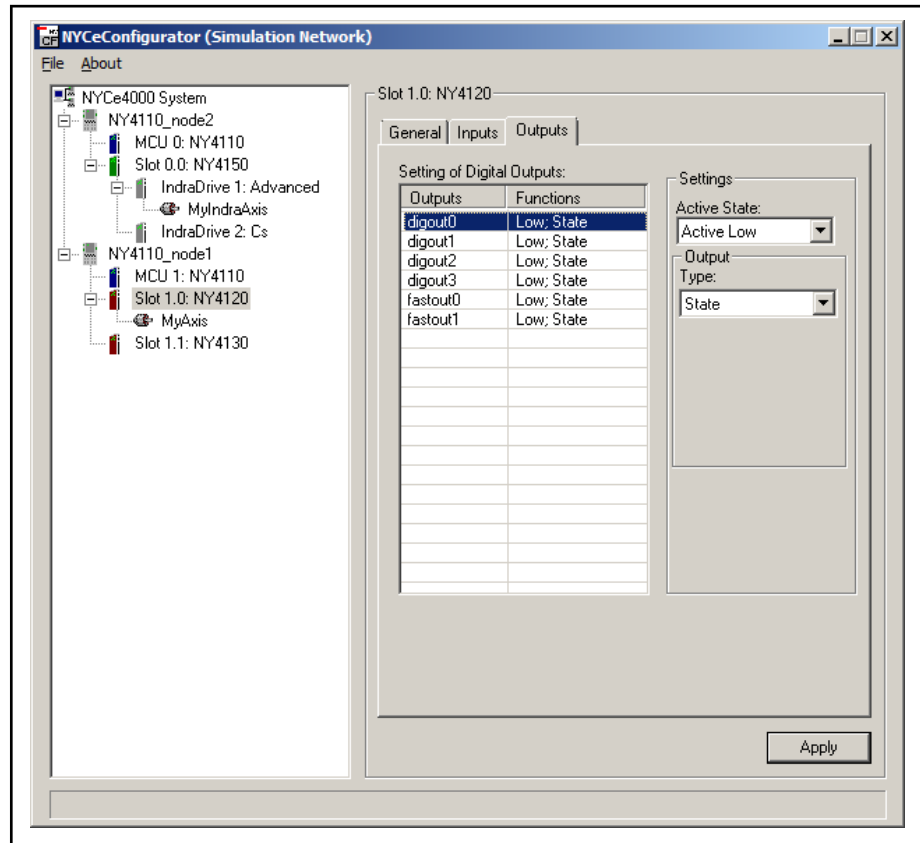 NYCeConfigurator (Simulation Network)
File About
NYCe4000 System
NY4110_node2
MCU 0: NY4110
Slot 0.0: NY4150
IndraDrive 1: Advanced
MyIndraAxis
IndraDrive 2: Cs
NY4110_node1
MCU 1: NY4110
Slot 1.0: NY4120
MyAxis
Slot 1.1: NY4130
Slot 1.0: NY4120
General Inputs Outputs
Setting of Digital Outputs:
Outputs Functions
digout0 Low; State
digout1 Low; State
digout2 Low; State
digout3 Low; State
fastout0 Low; State
fastout1 Low; State
Settings
Active State:
Active Low
Output
Type:
State
Apply